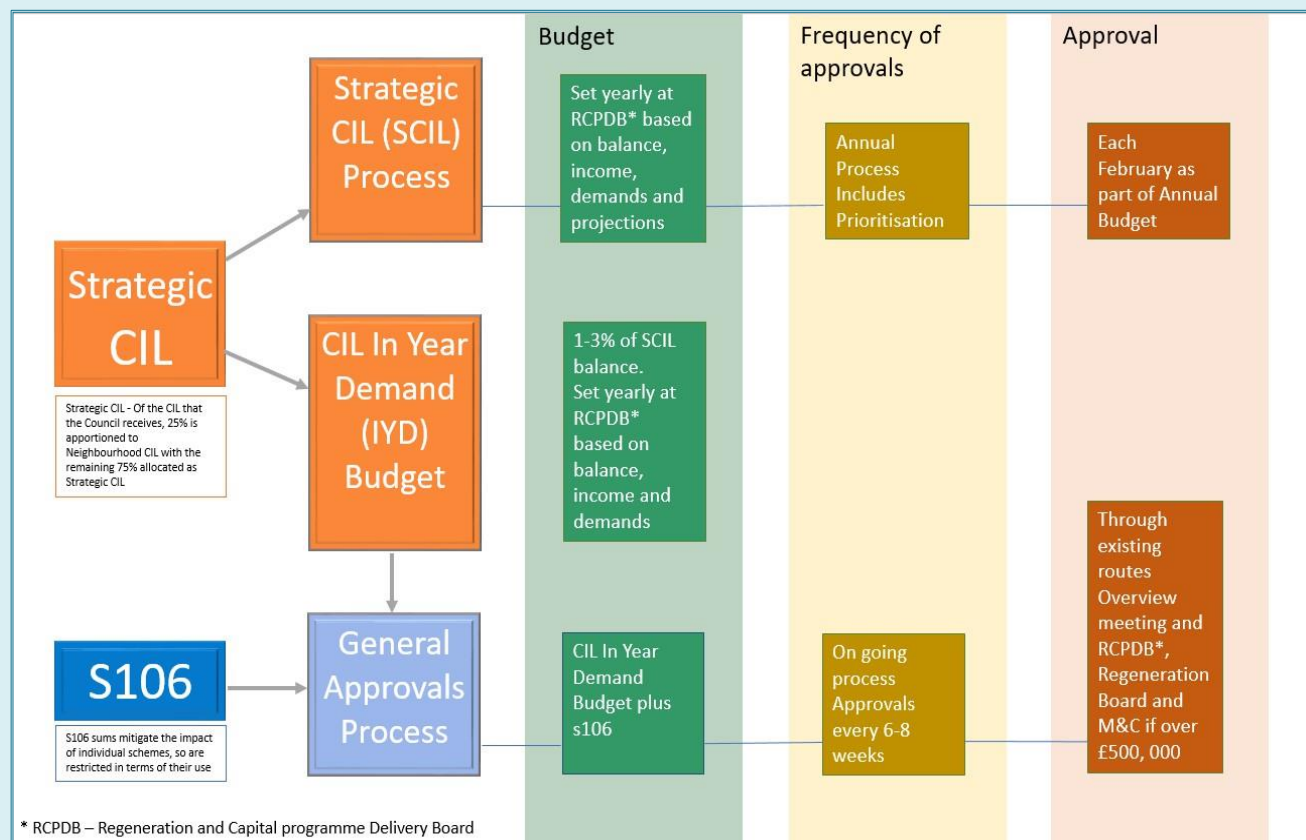 Budget
Frequency of
approvals
Approval
Strategic
CIL (SCIL)
Process
Set yearly at
RCPDB* based
on balance,
income,
demands and
projections
Annual
Process
Includes
Prioritisation
Each
February as
part of Annual
Budget
Strategic
CIL
Strategic CIL - Of the CIL that
the Council receives, 25% is
apportioned to
Neighbourhood CIL with the
remaining 75% allocated as
Strategic CIL
CIL In Year
Demand
(IYD)
Budget
1-3% of SCIL
balance.
Set yearly at
RCPDB*
based on
balance,
income and
demands
S106
S106 sums mitigate the impact
of individual schemes, so are
restricted in terms of their use
General
Approvals
Process
CIL In Year
Demand
Budget plus
s106
On going
process
Approvals
every 6-8
weeks
Through
existing
routes
Overview
meeting and
RCPDB*,
Regeneration
Board and
M&C if over
£500, 000
* RCPDB – Regeneration and Capital programme Delivery Board